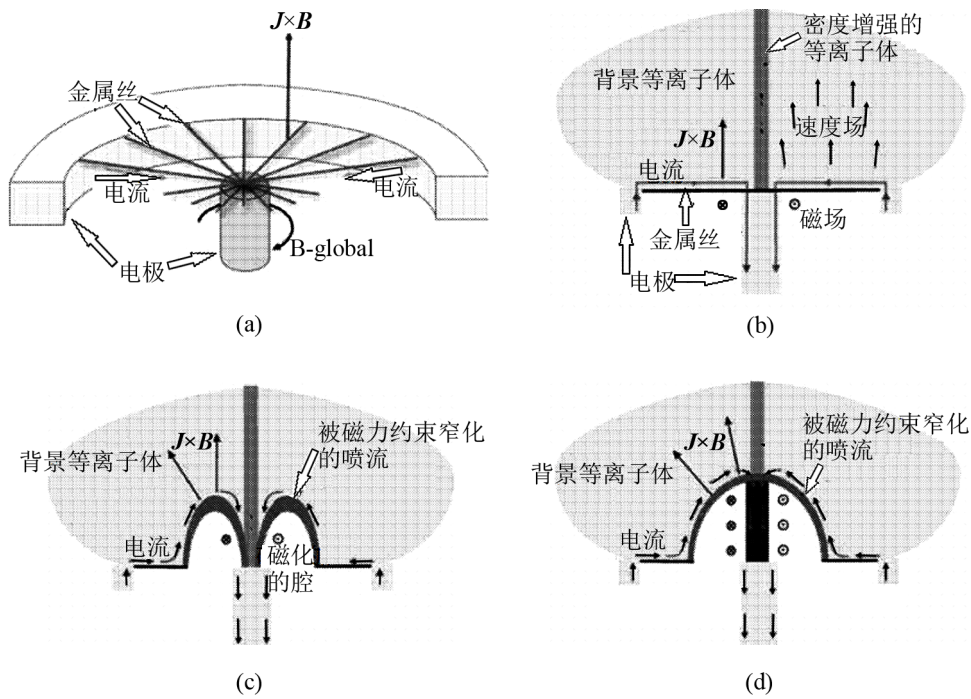 J×B
金属丝
电流
电流
B-global
电极
(a)
密度增强的
等离子体
背景等离子体
J×B
速度场
电流
磁场
金属丝
电极
(b)
J×B
被磁力约束窄化
的喷流
背景等离子体
电流
磁化
的腔
(c)
J×B
被磁力约束窄化
的喷流
背景等离子体
电流
(d)